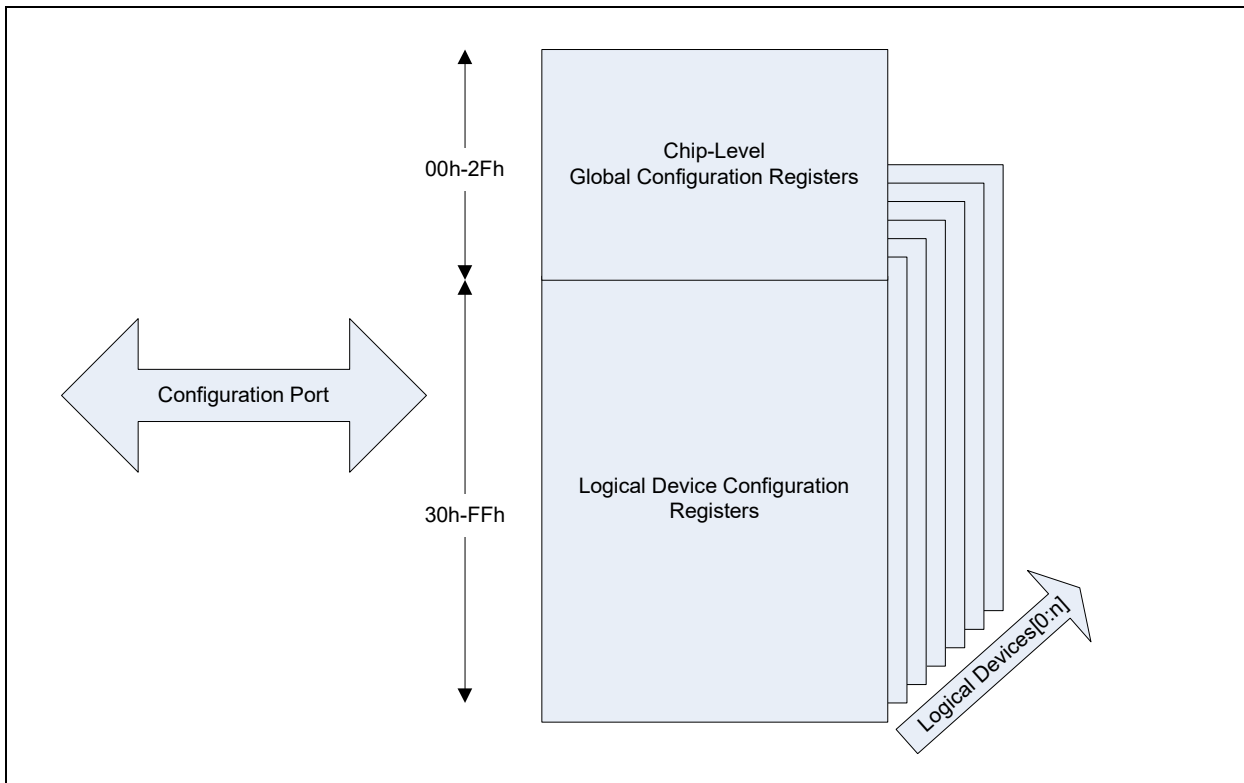 Chip-Level
Global Configuration Registers
00h-2Fh
Configuration Port
Logical Device Configuration
Registers
30h-FFh
Logical Devices[0:n]